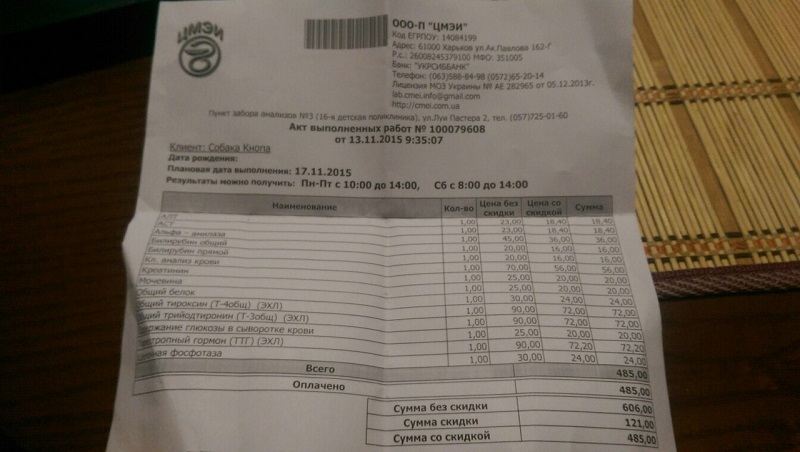 ЦМЭИ
ООО-П "ЦМЭИ"
Код ЕГРПОУ: 14084199
Адрес: 61000 Харьков ул.Ак.Павлова 162-Г
Р.с.: 26008245379100 МФО: 351005
Банк: "УКРСИББАНК"
Телефон: (063)588-84-98 (0572)65-20-14
Лицензия МОЗ Украины № АЕ 282965 от 05.12.2013г.
lab.cmei.info@gmail.com
http://cmei.com.ua
Пункт забора анализов №3 (16-я детская поликлиника), ул.Луи Пастера 2, тел. (057)725-01-60
Акт выполненных работ № 100079608
от 13.11.2015 9:35:07
Клиент: Собака Кнопа
Дата рождения:
Плановая дата выполнения: 17.11.2015
Результаты можно получить: Пн-Пт с 10:00 до 14:00, Сб с 8:00 до 14:00
Наименование Кол-во Цена без скидки Цена со скидкой Сумма
АЛТ 1,00 23,00 18,40 18,40
АСТ 1,00 23,00 18,40 18,40
Альфа - амилаза 1,00 45,00 36,00 36,00
Билирубин общий 1,00 20,00 16,00 16,00
Билирубин прямой 1,00 20,00 16,00 16,00
Кл. анализ крови 1,00 70,00 56,00 56,00
Креатинин 1,00 25,00 20,00 20,00
Мочевина 1,00 25,00 20,00 20,00
Общий белок 1,00 30,00 24,00 24,00
Общий тироксин (Т-4общ) (ЭХЛ) 1,00 90,00 72,00 72,00
щий трийодтиронин (Т-3общ) (ЭХЛ) 1,00 90,00 72,00 72,00
ержание глюкозы в сыворотке крови 1,00 25,00 20,00 20,00
тропный гормон (ТТГ) (ЭХЛ) 1,00 90,00 72,20 72,20
ная фосфотаза 1,00 30,00 24,00 24,00
Всего 485,00
Оплачено 485,00
Сумма без скидки 606,00
Сумма скидки 121,00
Сумма со скидкой 485,00